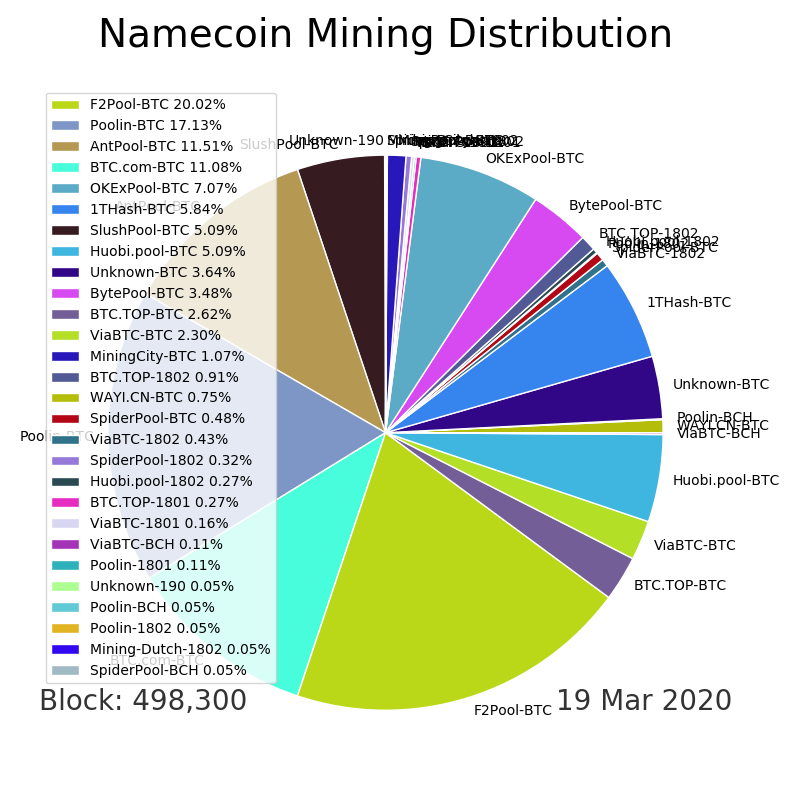 Namecoin Mining Distribution
F2Pool-BTC 20.02%
Poolin-BTC 17.13%
AntPool-BTC 11.51%
BTC.com-BTC 11.08%
OKExPool-BTC 7.07%
1THash-BTC 5.84%
SlushPool-BTC 5.09%
Huobi.pool-BTC 5.09%
Unknown-BTC 3.64%
BytePool-BTC 3.48%
BTC.TOP-BTC 2.62%
ViaBTC-BTC 2.30%
MiningCity-BTC 1.07%
BTC.TOP-1802 0.91%
WAYI.CN-BTC 0.75%
SpiderPool-BTC 0.48%
ViaBTC-1802 0.43%
SpiderPool-1802 0.32%
Huobi.pool-1802 0.27%
BTC.TOP-1801 0.27%
ViaBTC-1801 0.16%
ViaBTC-BCH 0.11%
Poolin-1801 0.11%
Unknown-190 0.05%
Poolin-BCH 0.05%
Poolin-1802 0.05%
Mining-Dutch-1802 0.05%
SpiderPool-BCH 0.05%
Unknown-190
SlushPool-BTC
AntPool-BTC
Poolin-BTC
BTC.com-BTC
OKExPool-BTC
BytePool-BTC
BTC.TOP-1802
Huobi.pool-1802
SpiderPool-BTC
ViaBTC-1802
1THash-BTC
Unknown-BTC
Poolin-BCH
WAYI.CN-BTC
ViaBTC-BCH
Huobi.pool-BTC
ViaBTC-BTC
BTC.TOP-BTC
F2Pool-BTC
Block: 498,300
19 Mar 2020